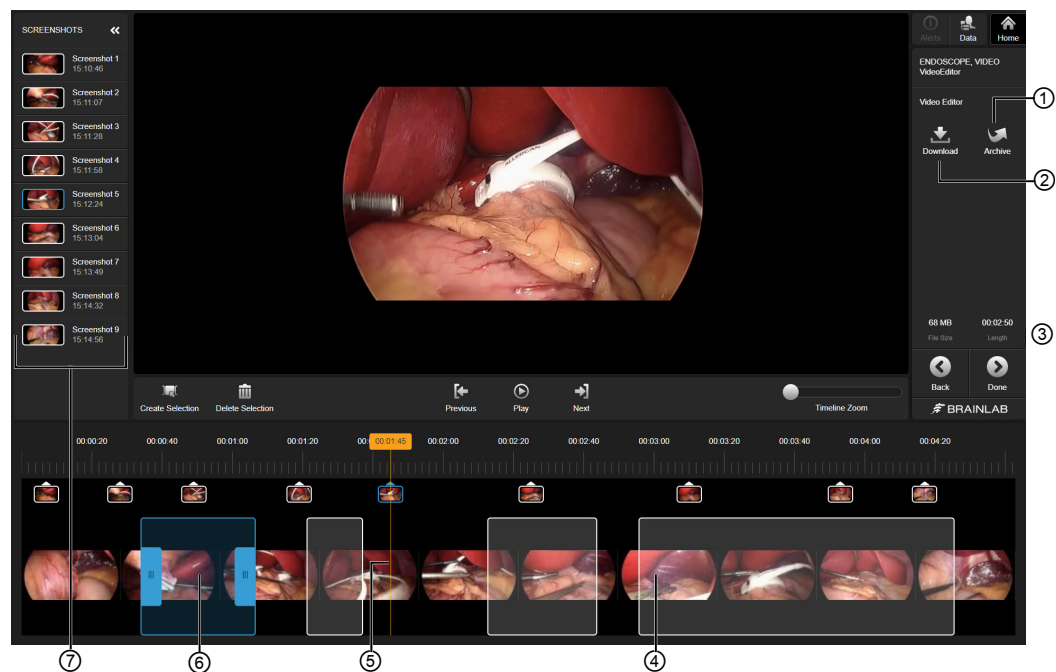 SCREENSHOTS «
Screenshot 1
15:10:46
Screenshot 2
15:11:07
Screenshot 3
15:11:28
Screenshot 4
15:11:58
Screenshot 5
15:12:24
Screenshot 6
15:13:04
Screenshot 7
15:13:49
Screenshot 8
15:14:32
Screenshot 9
15:14:56
ALLERGAN
Alerts Data Home
ENDOSCOPE, VIDEO
VideoEditor
Video Editor
Download Archive
1
2
68 MB 00:02:50
File Size Length
3
Back Done
BRAINLAB
Create Selection Delete Selection Previous Play Next Timeline Zoom
00:00:20 00:00:40 00:01:00 00:01:20 00: 00:01:45 00:02:00 00:02:20 00:02:40 00:03:00 00:03:20 00:03:40 00:04:00 00:04:20
7 6 5 4